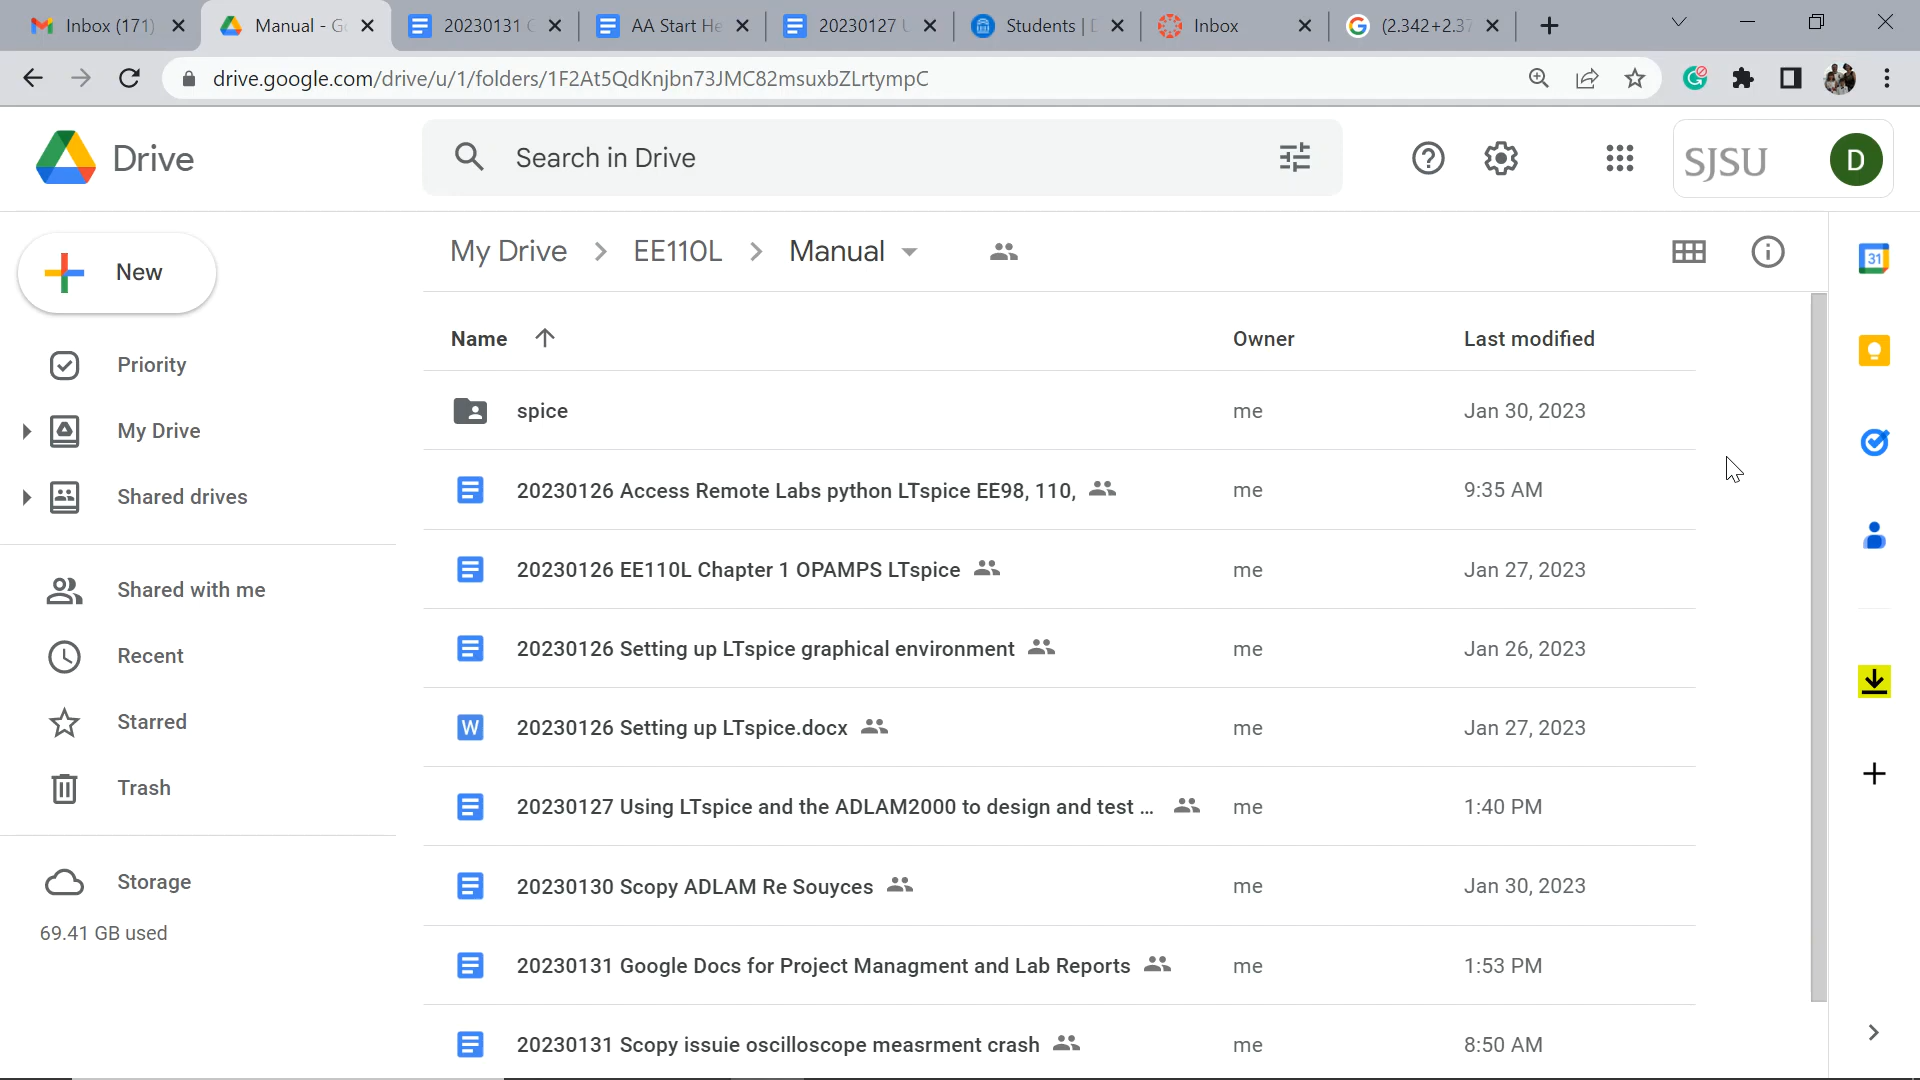 Inbox (171) Manual - G 20230131 AA Start He 20230127 Students | Inbox (2.342+2.37
drive.google.com/drive/u/1/folders/1F2At5QdKnjbn73JMC82msuxbZLrtympC
Drive Search in Drive SJSU D
New
My Drive > EE110L > Manual
31
Name Owner Last modified
Priority
My Drive
Shared drives
Shared with me
Recent
Starred
Trash
Storage
69.41 GB used
spice me Jan 30, 2023
20230126 Access Remote Labs python LTspice EE98, 110, me 9:35 AM
20230126 EE110L Chapter 1 OPAMPS LTspice me Jan 27, 2023
20230126 Setting up LTspice graphical environment me Jan 26, 2023
W 20230126 Setting up LTspice.docx me Jan 27, 2023
20230127 Using LTspice and the ADLAM2000 to design and test ... me 1:40 PM
20230130 Scopy ADLAM Re Souyces me Jan 30, 2023
20230131 Google Docs for Project Managment and Lab Reports me 1:53 PM
20230131 Scopy issuie oscilloscope measrment crash me 8:50 AM